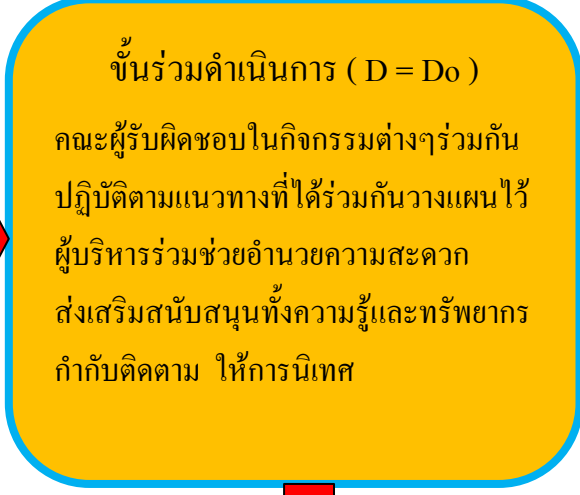 ขั้นร่วมดำเนินการ ( D = Do )
คณะผู้รับผิดชอบในกิจกรรมต่างๆร่วมกัน
ปฏิบัติตามแนวทางที่ได้ร่วมกันวางแผนไว้
ผู้บริหารร่วมช่วยอำนวยความสะดวก
ส่งเสริมสนับสนุนทั้งความรู้และทรัพยากร
กำกับติดตาม ให้การนิเทศ